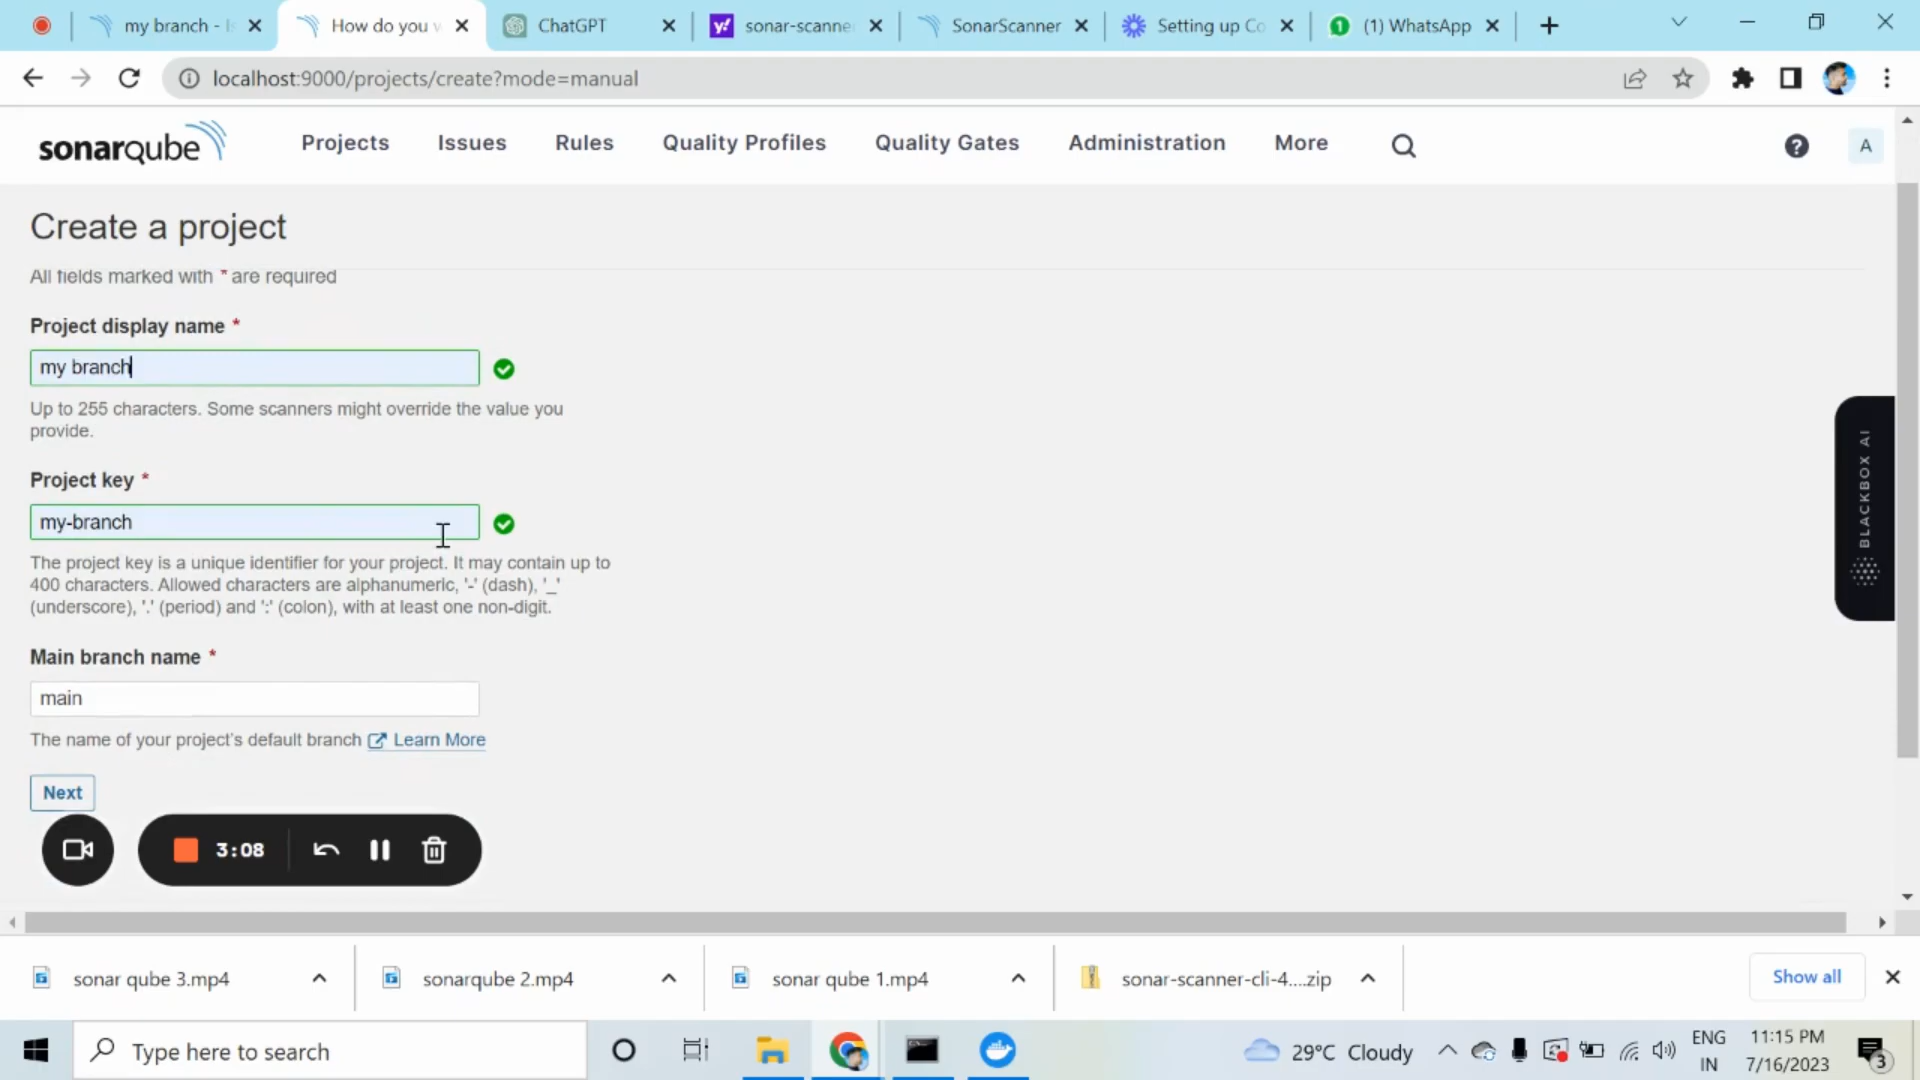 my branch - Is
How do you w
ChatGPT
sonar-scanne
SonarScanner
Setting up Co
(1) WhatsApp
localhost:9000/projects/create?mode=manual
sonarqube
Projects
Issues
Rules
Quality Profiles
Quality Gates
Administration
More
?
A
Create a project
All fields marked with * are required
Project display name *
my branch
Up to 255 characters. Some scanners might override the value you
provide.
Project key *
my-branch
The project key is a unique identifier for your project. It may contain up to
400 characters. Allowed characters are alphanumeric, '-' (dash), '_'
(underscore), '.' (period) and ':' (colon), with at least one non-digit.
Main branch name *
main
The name of your project's default branch Learn More
Next
3:08
BLACKBOX AI
sonar qube 3.mp4
sonarqube 2.mp4
sonar qube 1.mp4
sonar-scanner-cli-4....zip
Show all
Type here to search
29°C Cloudy
ENG
IN
11:15 PM
7/16/2023
3